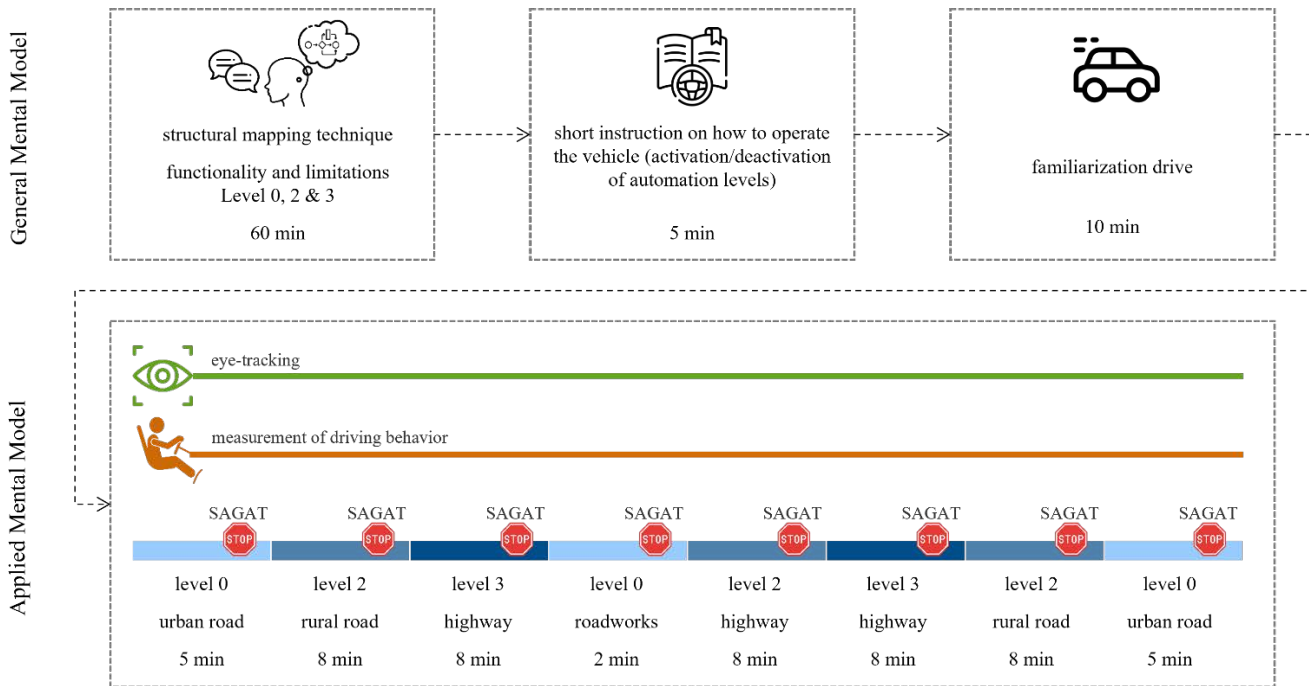 General Mental Model
structural mapping technique
functionality and limitations
Level 0, 2 & 3
60 min
short instruction on how to operate
the vehicle (activation/deactivation
of automation levels)
5 min
familiarization drive
10 min
Applied Mental Model
eye-tracking
measurement of driving behavior
SAGAT SAGAT SAGAT SAGAT SAGAT SAGAT SAGAT SAGAT
STOP STOP STOP STOP STOP STOP STOP STOP
level 0 level 2 level 3 level 0 level 2 level 3 level 2 level 0
urban road rural road highway roadworks highway highway rural road urban road
5 min 8 min 8 min 2 min 8 min 8 min 8 min 5 min